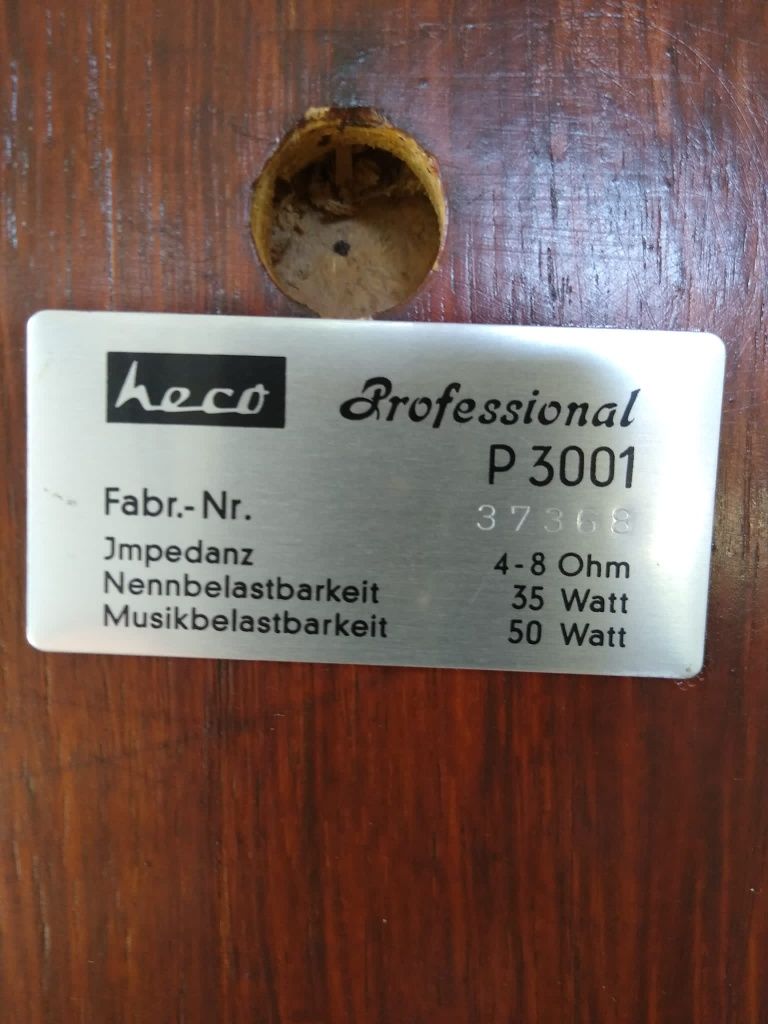 heco Professional
P 3001
Fabr.-Nr. 37368
Jmpedanz 4-8 Ohm
Nennbelastbarkeit 35 Watt
Musikbelastbarkeit 50 Watt